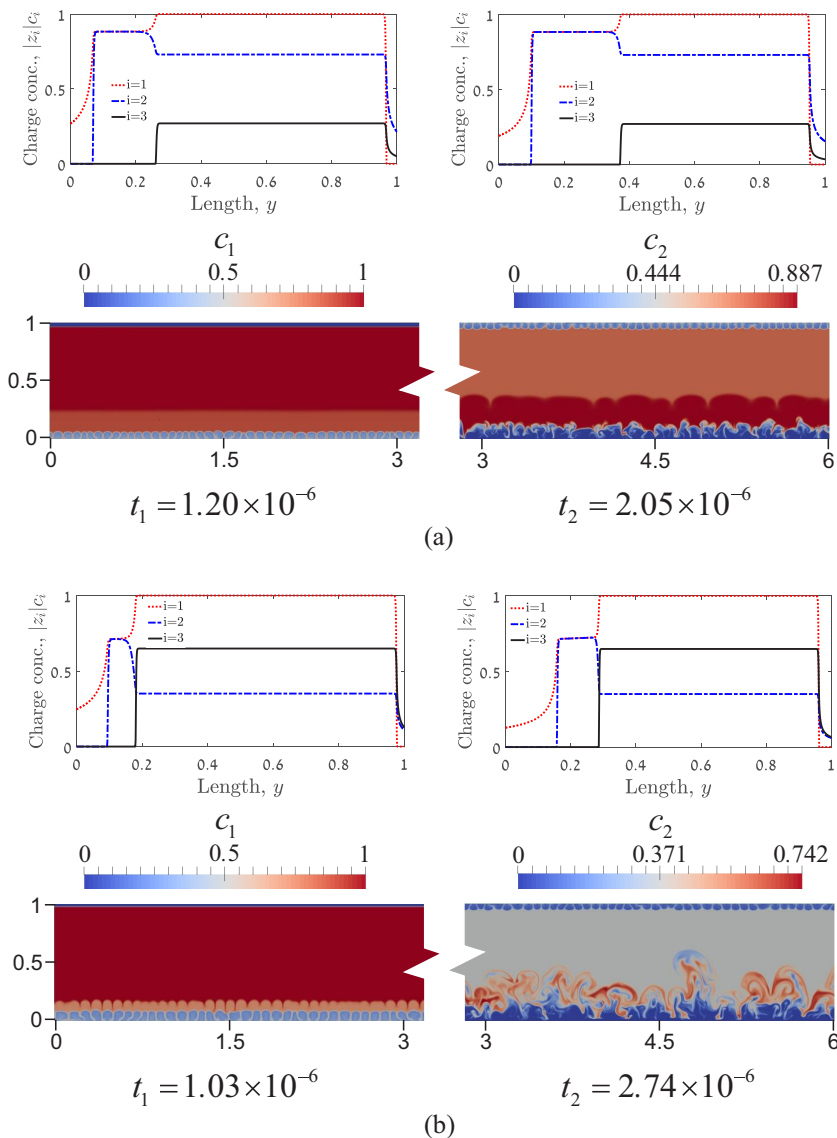 Charge conc., |z_i|c_i
1
0.5
0
i=1
i=2
i=3
0 0.2 0.4 0.6 0.8 1
Length, y
Charge conc., |z_i|c_i
1
0.5
0
i=1
i=2
i=3
0 0.2 0.4 0.6 0.8 1
Length, y
c_1
0 0.5 1
c_2
0 0.444 0.887
1
0.5
0
0 1.5 3
3 4.5 6
t_1 = 1.20×10^{-6}
t_2 = 2.05×10^{-6}
(a)
Charge conc., |z_i|c_i
1
0.5
0
i=1
i=2
i=3
0 0.2 0.4 0.6 0.8 1
Length, y
Charge conc., |z_i|c_i
1
0.5
0
i=1
i=2
i=3
0 0.2 0.4 0.6 0.8 1
Length, y
c_1
0 0.5 1
c_2
0 0.371 0.742
1
0.5
0
0 1.5 3
3 4.5 6
t_1 = 1.03×10^{-6}
t_2 = 2.74×10^{-6}
(b)